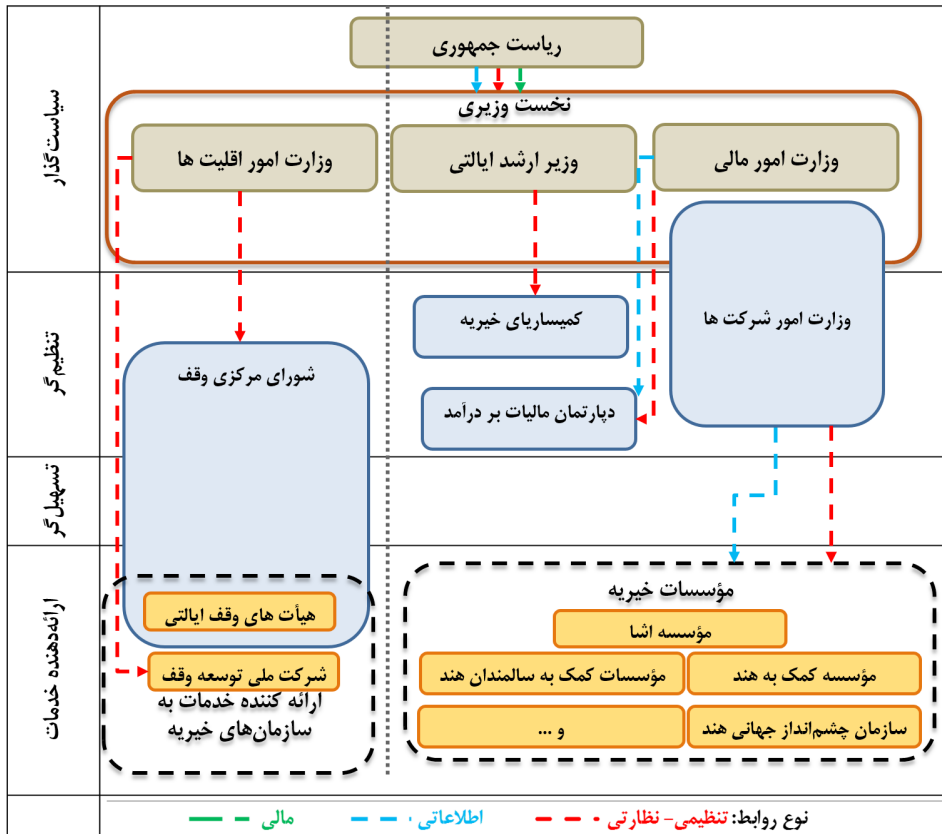 ریاست جمهوری
نخست وزیری
وزارت امور مالی
وزیر ارشد ایالتی
وزارت امور اقلیت ها
سیاست‌گذار
وزارت امور شرکت ها
کمیساریای خیریه
دپارتمان مالیات بر درآمد
شورای مرکزی وقف
تنظیم‌گر
تسهیل‌گر
مؤسسات خیریه
مؤسسه اشا
مؤسسه کمک به هند
مؤسسات کمک به سالمندان هند
سازمان چشم‌انداز جهانی هند
و ...
هیأت های وقف ایالتی
شرکت ملی توسعه وقف
ارائه کننده خدمات به
سازمان‌های خیریه
ارائه‌دهنده خدمات
نوع روابط: تنظیمی- نظارتی اطلاعاتی مالی